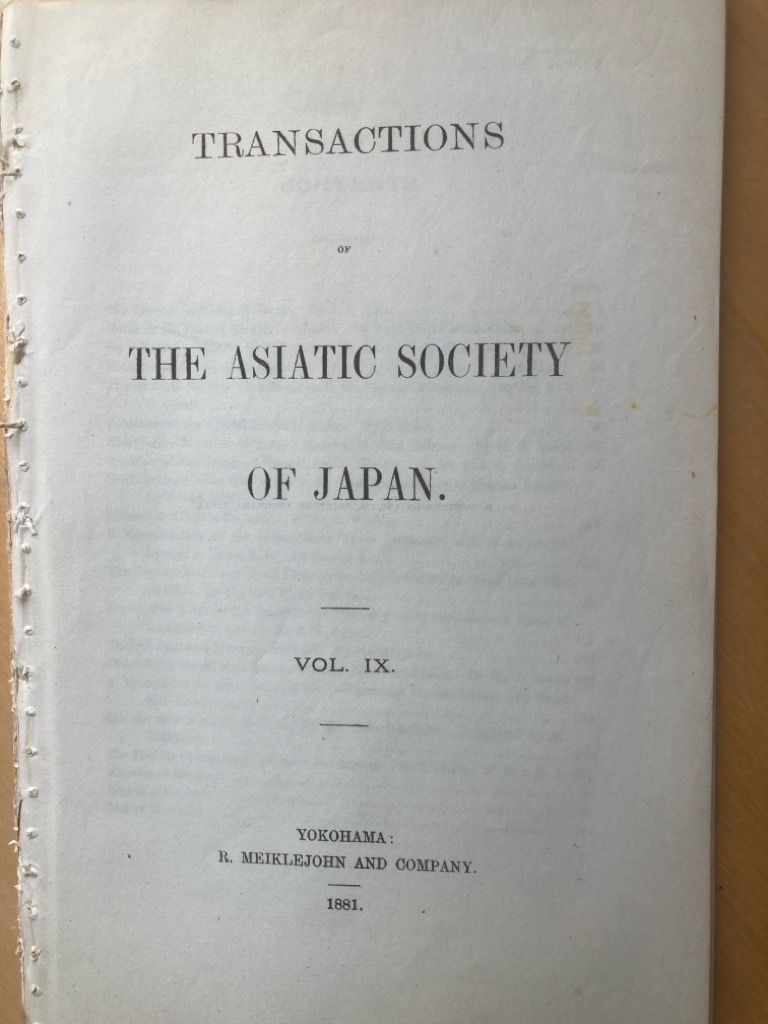 TRANSACTIONS
OF
THE ASIATIC SOCIETY
OF JAPAN.
VOL. IX.
YOKOHAMA:
R. MEIKLEJOHN AND COMPANY.
1881.